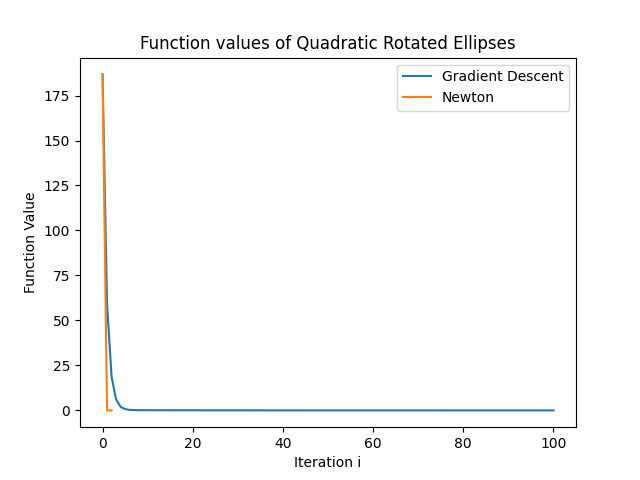 Function values of Quadratic Rotated Ellipses
Gradient Descent
Newton
175
150
125
100
75
50
25
0
Function Value
0 20 40 60 80 100
Iteration i